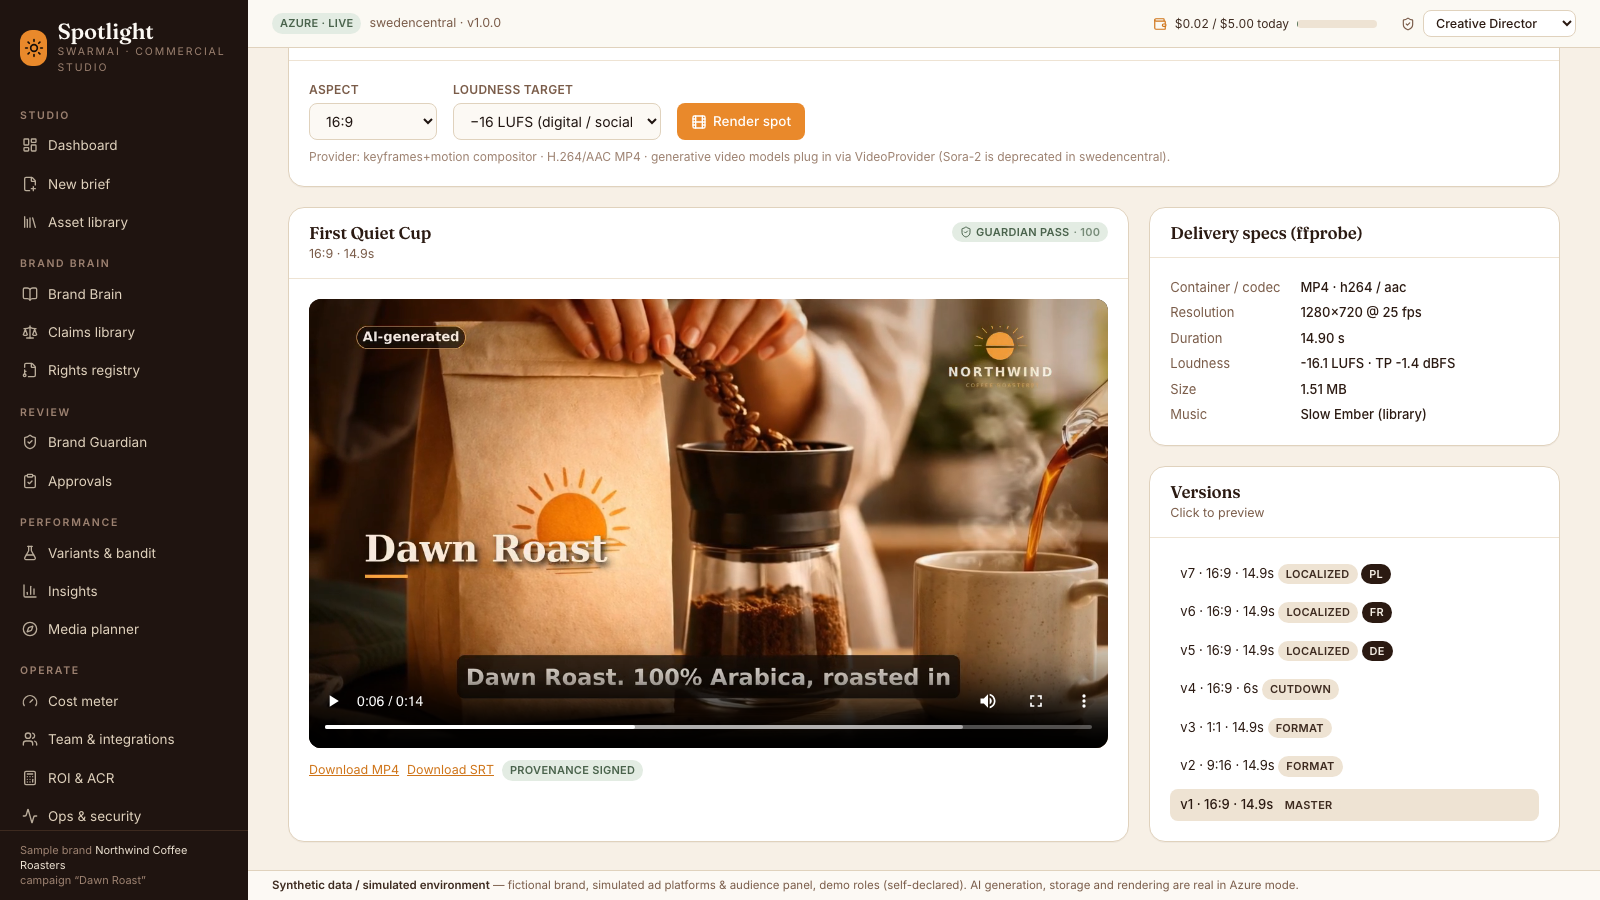 Spotlight
SWARMAI · COMMERCIAL
STUDIO
STUDIO
Dashboard
New brief
Asset library
BRAND BRAIN
Brand Brain
Claims library
Rights registry
REVIEW
Brand Guardian
Approvals
PERFORMANCE
Variants & bandit
Insights
Media planner
OPERATE
Cost meter
Team & integrations
ROI & ACR
Ops & security
Sample brand Northwind Coffee
Roasters
campaign “Dawn Roast”
AZURE · LIVE swedencentral · v1.0.0
$0.02 / $5.00 today
Creative Director
ASPECT
LOUDNESS TARGET
16:9
−16 LUFS (digital / social
Render spot
Provider: keyframes+motion compositor · H.264/AAC MP4 · generative video models plug in via VideoProvider (Sora-2 is deprecated in swedencentral).
First Quiet Cup
16:9 · 14.9s
GUARDIAN PASS · 100
AI-generated
NORTHWIND
COFFEE ROASTERS
Dawn Roast
Dawn Roast. 100% Arabica, roasted in
0:06 / 0:14
Download MP4 Download SRT PROVENANCE SIGNED
Delivery specs (ffprobe)
Container / codec MP4 · h264 / aac
Resolution 1280×720 @ 25 fps
Duration 14.90 s
Loudness -16.1 LUFS · TP -1.4 dBFS
Size 1.51 MB
Music Slow Ember (library)
Versions
Click to preview
v7 · 16:9 · 14.9s LOCALIZED PL
v6 · 16:9 · 14.9s LOCALIZED FR
v5 · 16:9 · 14.9s LOCALIZED DE
v4 · 16:9 · 6s CUTDOWN
v3 · 1:1 · 14.9s FORMAT
v2 · 9:16 · 14.9s FORMAT
v1 · 16:9 · 14.9s MASTER
Synthetic data / simulated environment — fictional brand, simulated ad platforms & audience panel, demo roles (self-declared). AI generation, storage and rendering are real in Azure mode.